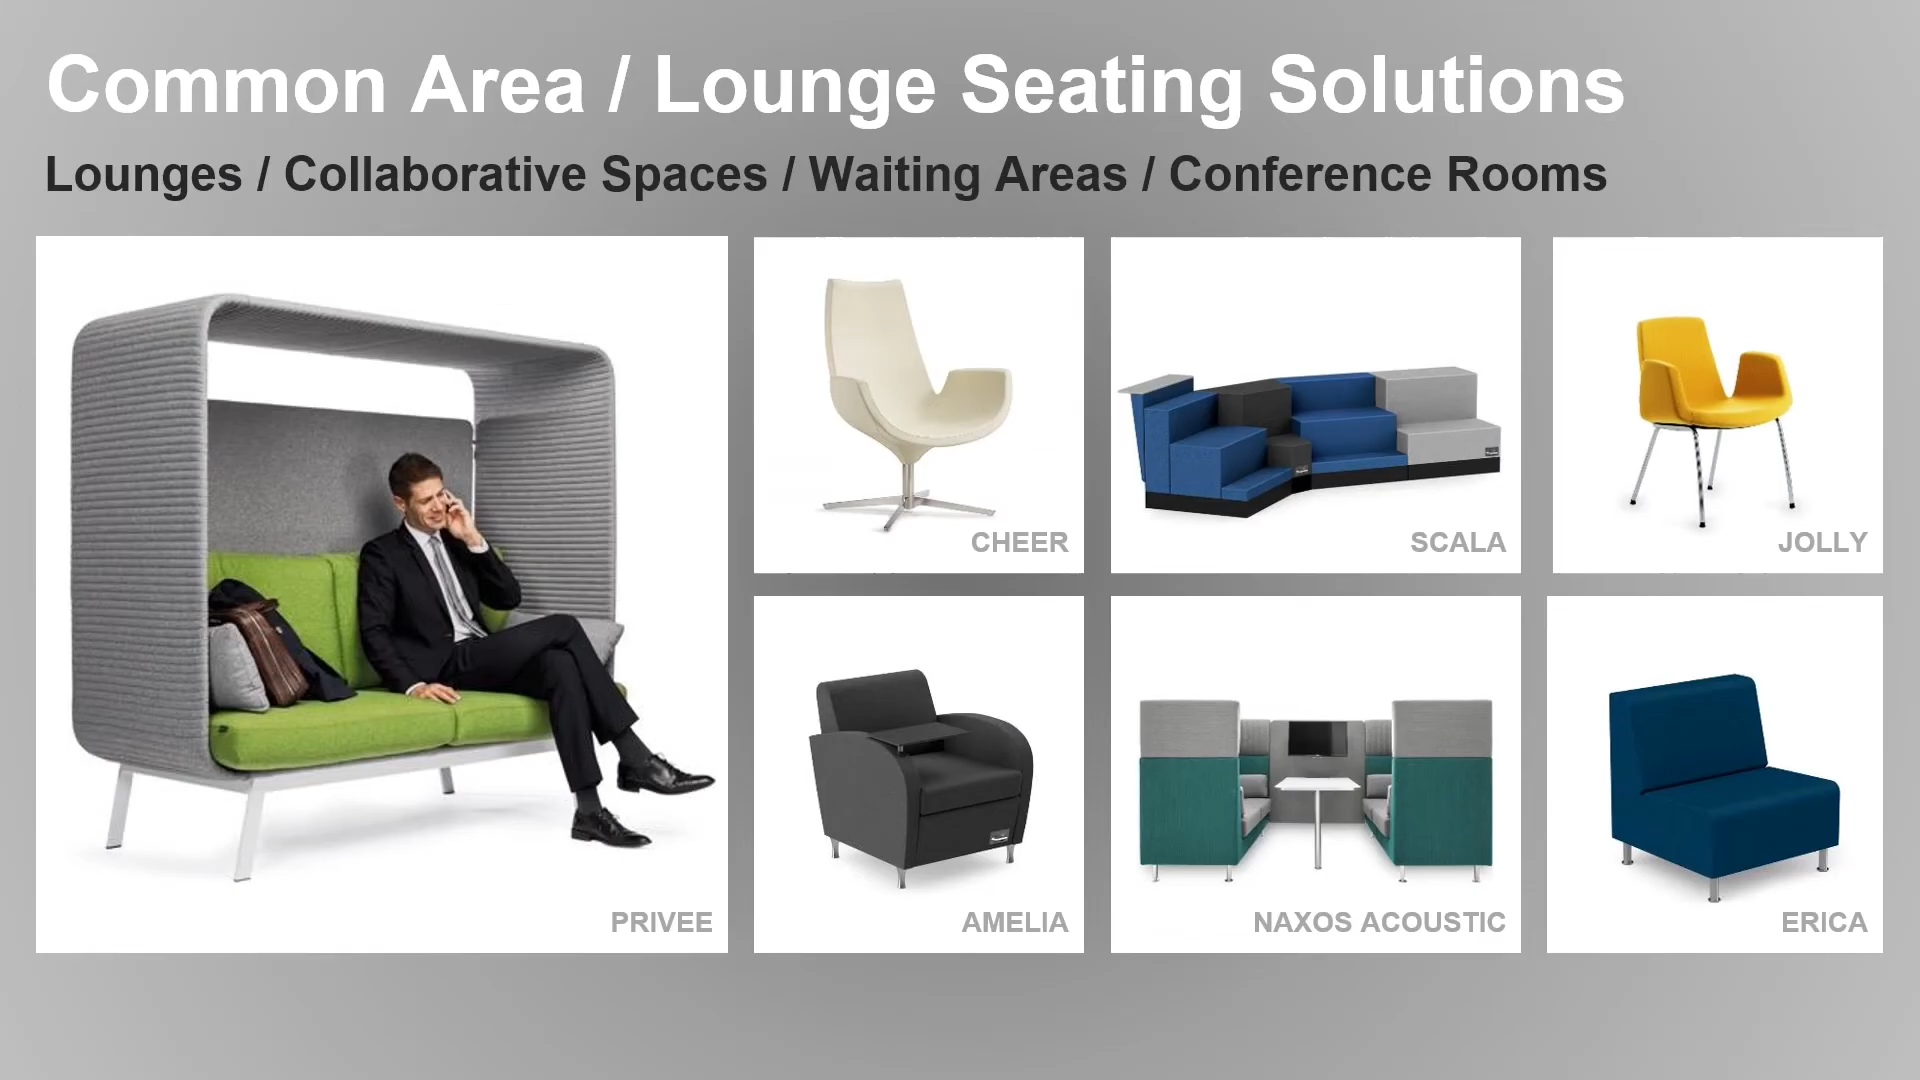 Common Area / Lounge Seating Solutions
Lounges / Collaborative Spaces / Waiting Areas / Conference Rooms
PRIVEE
CHEER
SCALA
JOLLY
AMELIA
NAXOS ACOUSTIC
ERICA